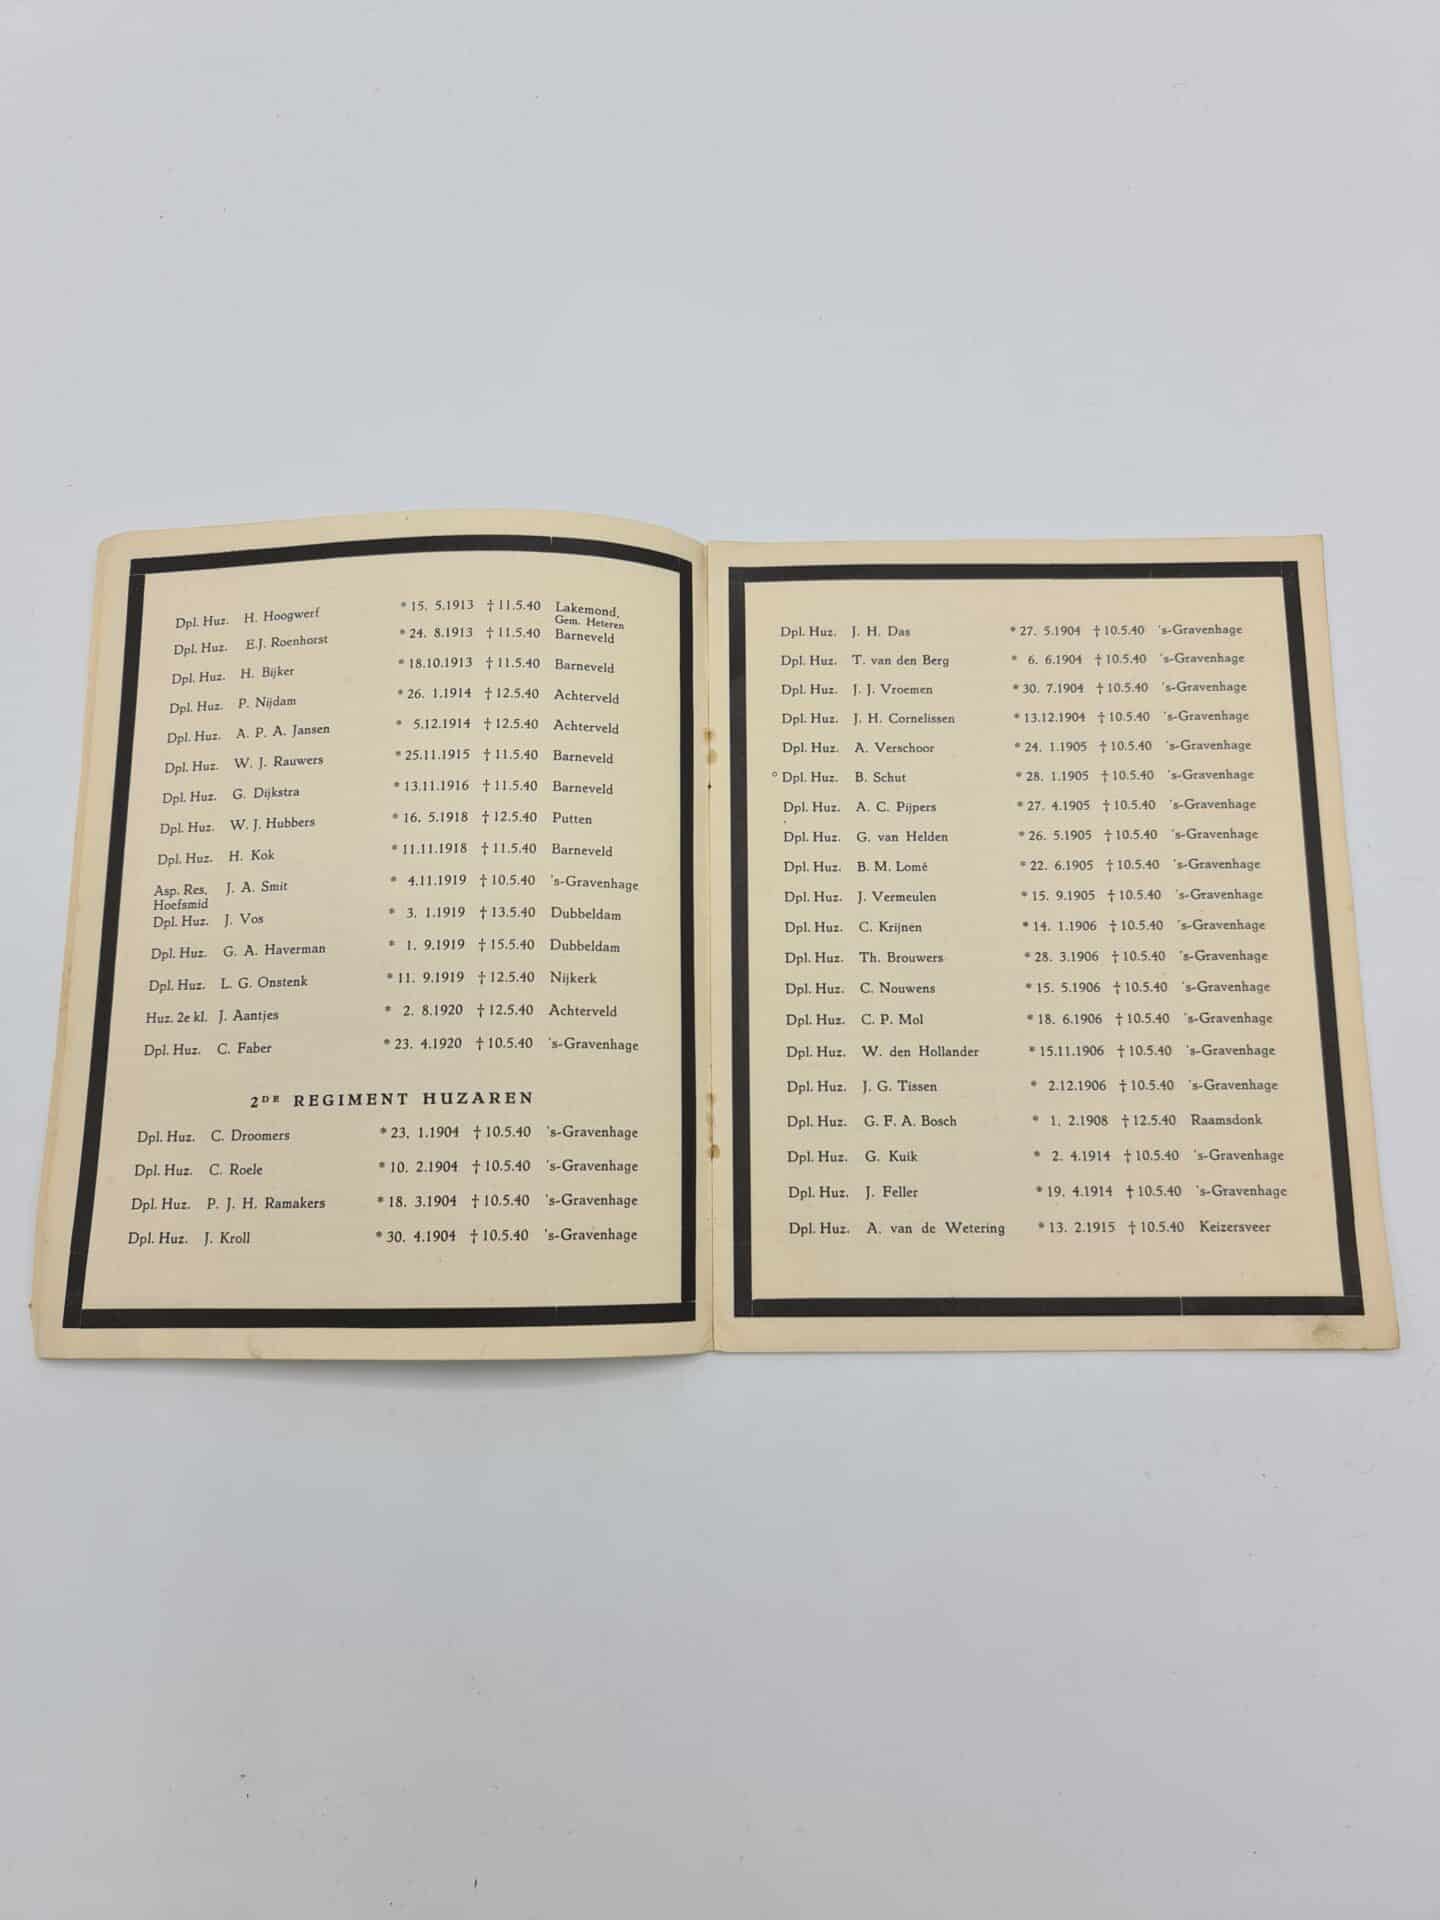 Dpl. Huz. H. Hoogwerf * 15. 5.1913 † 11.5.40 Lakemond,
Gem. Heteren
Dpl. Huz. E.J. Roenhorst * 24. 8.1913 † 11.5.40 Barneveld
Dpl. Huz. H. Bijker * 18.10.1913 † 11.5.40 Barneveld
Dpl. Huz. P. Nijdam * 26. 1.1914 † 12.5.40 Achterveld
Dpl. Huz. A. P. A. Jansen * 5.12.1914 † 12.5.40 Achterveld
Dpl. Huz. W. J. Rauwers * 25.11.1915 † 11.5.40 Barneveld
Dpl. Huz. G. Dijkstra * 13.11.1916 † 11.5.40 Barneveld
Dpl. Huz. W. J. Hubbers * 16. 5.1918 † 12.5.40 Putten
Dpl. Huz. H. Kok * 11.11.1918 † 11.5.40 Barneveld
Asp. Res. J. A. Smit * 4.11.1919 † 10.5.40 's-Gravenhage
Hoefsmid
Dpl. Huz. J. Vos * 3. 1.1919 † 13.5.40 Dubbeldam
Dpl. Huz. G. A. Haverman * 1. 9.1919 † 15.5.40 Dubbeldam
Dpl. Huz. L. G. Onstenk * 11. 9.1919 † 12.5.40 Nijkerk
Huz. 2e kl. J. Aantjes * 2. 8.1920 † 12.5.40 Achterveld
Dpl. Huz. C. Faber * 23. 4.1920 † 10.5.40 's-Gravenhage
2DE REGIMENT HUZAREN
Dpl. Huz. C. Droomers * 23. 1.1904 † 10.5.40 's-Gravenhage
Dpl. Huz. C. Roele * 10. 2.1904 † 10.5.40 's-Gravenhage
Dpl. Huz. P. J. H. Ramakers * 18. 3.1904 † 10.5.40 's-Gravenhage
Dpl. Huz. J. Kroll * 30. 4.1904 † 10.5.40 's-Gravenhage
Dpl. Huz. J. H. Das * 27. 5.1904 † 10.5.40 's-Gravenhage
Dpl. Huz. T. van den Berg * 6. 6.1904 † 10.5.40 's-Gravenhage
Dpl. Huz. J. J. Vroemen * 30. 7.1904 † 10.5.40 's-Gravenhage
Dpl. Huz. J. H. Cornelissen * 13.12.1904 † 10.5.40 's-Gravenhage
Dpl. Huz. A. Verschoor * 24. 1.1905 † 10.5.40 's-Gravenhage
° Dpl. Huz. B. Schut * 28. 1.1905 † 10.5.40 's-Gravenhage
Dpl. Huz. A. C. Pijpers * 27. 4.1905 † 10.5.40 's-Gravenhage
Dpl. Huz. G. van Helden * 26. 5.1905 † 10.5.40 's-Gravenhage
Dpl. Huz. B. M. Lomé * 22. 6.1905 † 10.5.40 's-Gravenhage
Dpl. Huz. J. Vermeulen * 15. 9.1905 † 10.5.40 's-Gravenhage
Dpl. Huz. C. Krijnen * 14. 1.1906 † 10.5.40 's-Gravenhage
Dpl. Huz. Th. Brouwers * 28. 3.1906 † 10.5.40 's-Gravenhage
Dpl. Huz. C. Nouwens * 15. 5.1906 † 10.5.40 's-Gravenhage
Dpl. Huz. C. P. Mol * 18. 6.1906 † 10.5.40 's-Gravenhage
Dpl. Huz. W. den Hollander * 15.11.1906 † 10.5.40 's-Gravenhage
Dpl. Huz. J. G. Tissen * 2.12.1906 † 10.5.40 's-Gravenhage
Dpl. Huz. G. F. A. Bosch * 1. 2.1908 † 12.5.40 Raamsdonk
Dpl. Huz. G. Kuik * 2. 4.1914 † 10.5.40 's-Gravenhage
Dpl. Huz. J. Feller * 19. 4.1914 † 10.5.40 's-Gravenhage
Dpl. Huz. A. van de Wetering * 13. 2.1915 † 10.5.40 Keizersveer